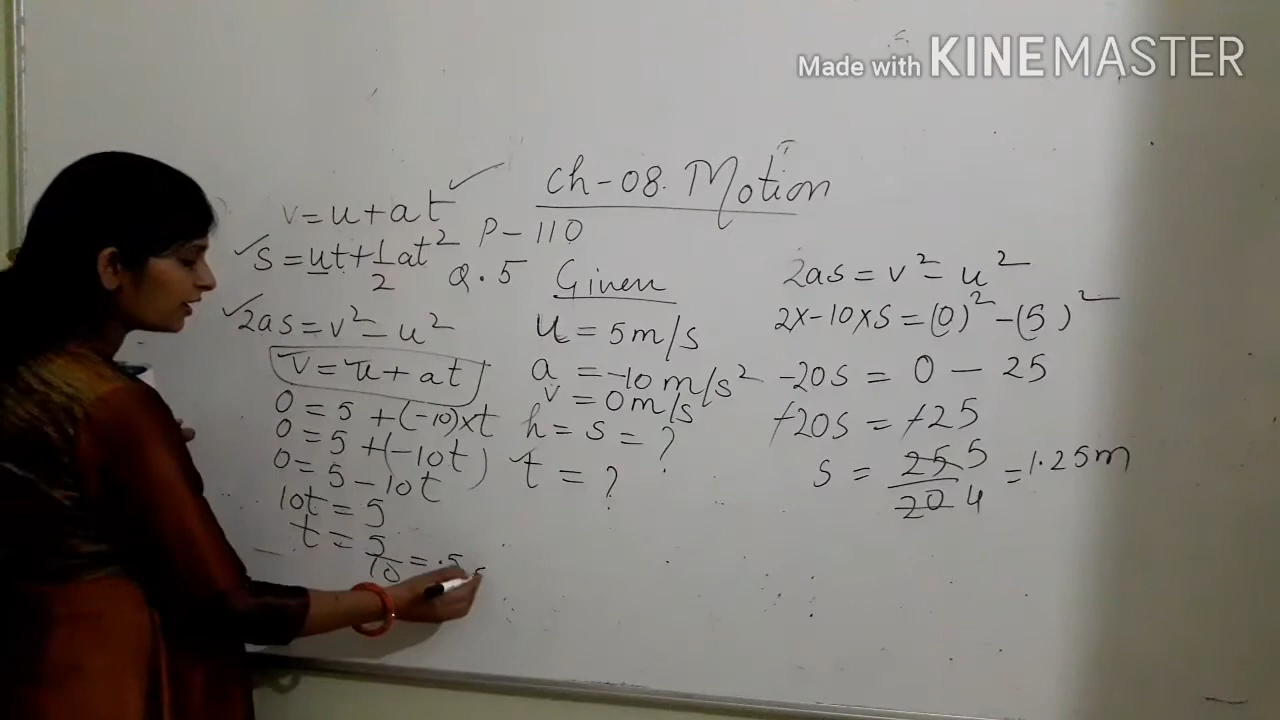 Made with KINEMASTER
Ch-08. Motion
P-110
Q.5
v=u+at
s=ut+1/2at²
2as=v²-u²
v=u+at
0=5+(-10)×t
0=5+(-10t)
0=5-10t
10t=5
t=5/10=.5 s
Given
u=5m/s
a=-10m/s²
v=0m/s
h=s=?
t=?
2as=v²-u²
2×-10×s=(0)²-(5)²
-20s=0-25
+20s=+25
s=25/20 5/4=1.25m